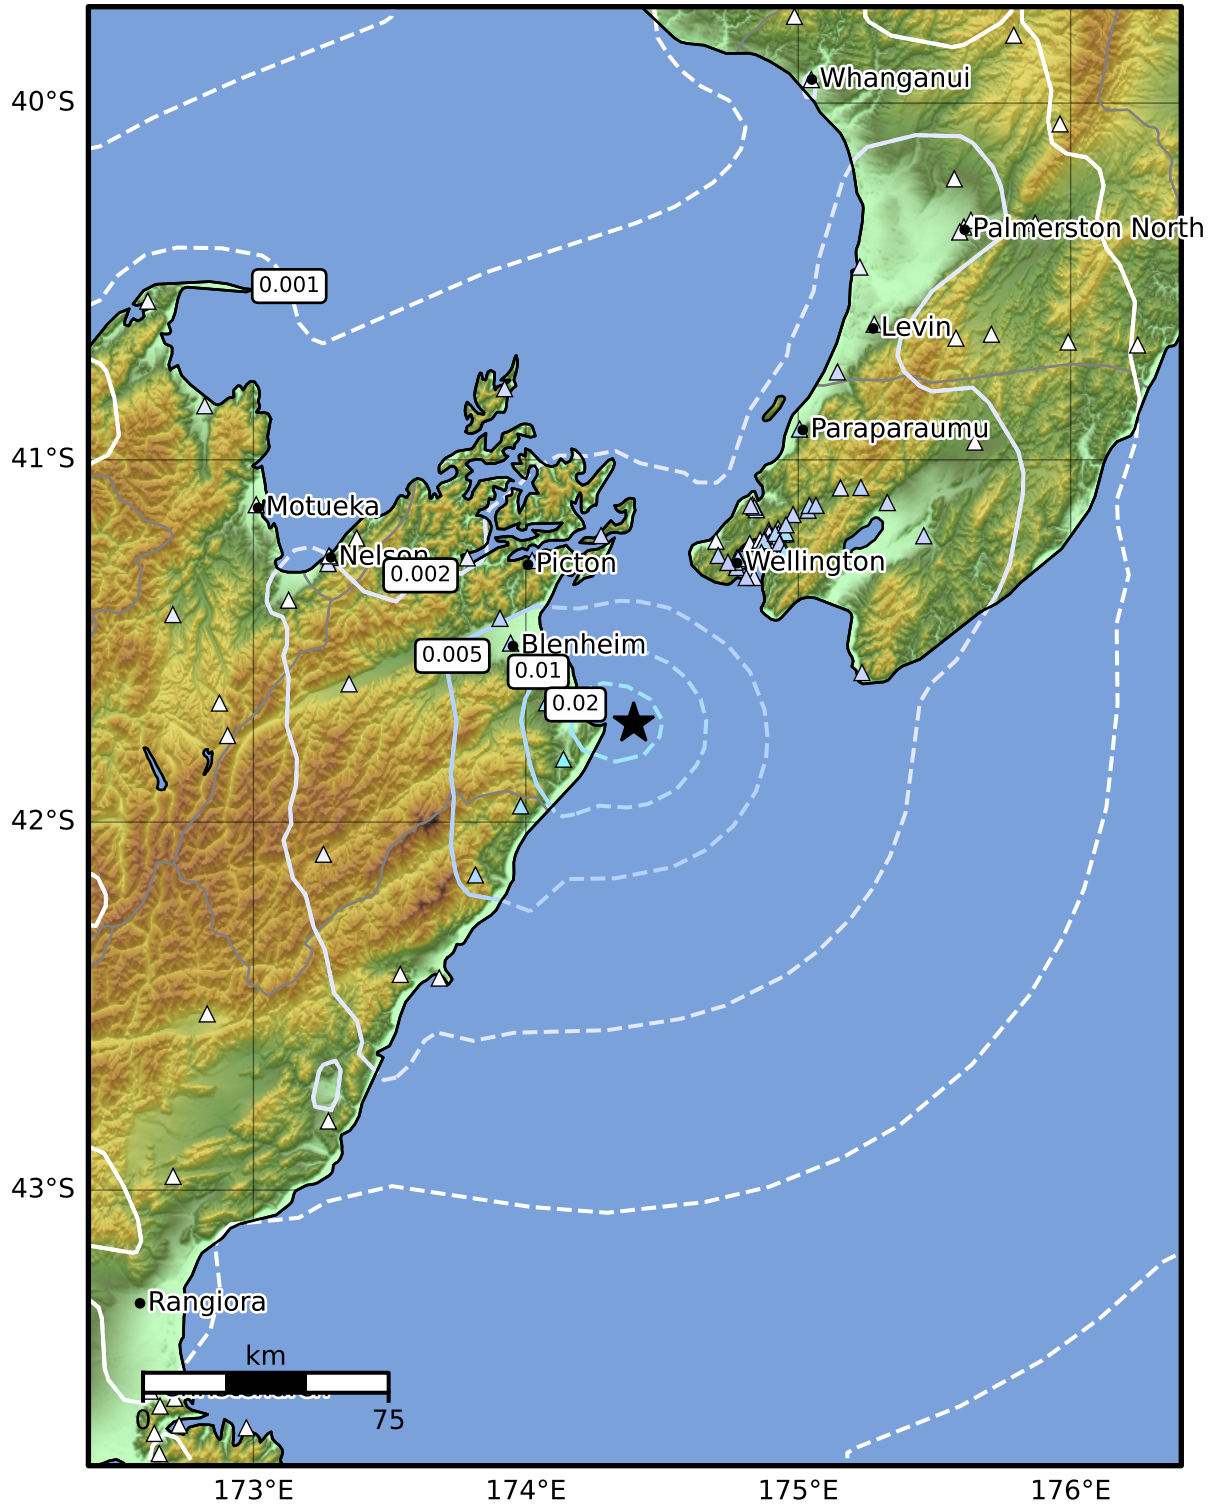 Whanganui
40°S
Palmerston North
0.001
Levin
Paraparaumu
41°S
Motueka
Nelson
Picton
Wellington
0.002
Blenheim
0.005
0.01
0.02
42°S
43°S
Rangiora
km
0
75
173°E
174°E
175°E
176°E